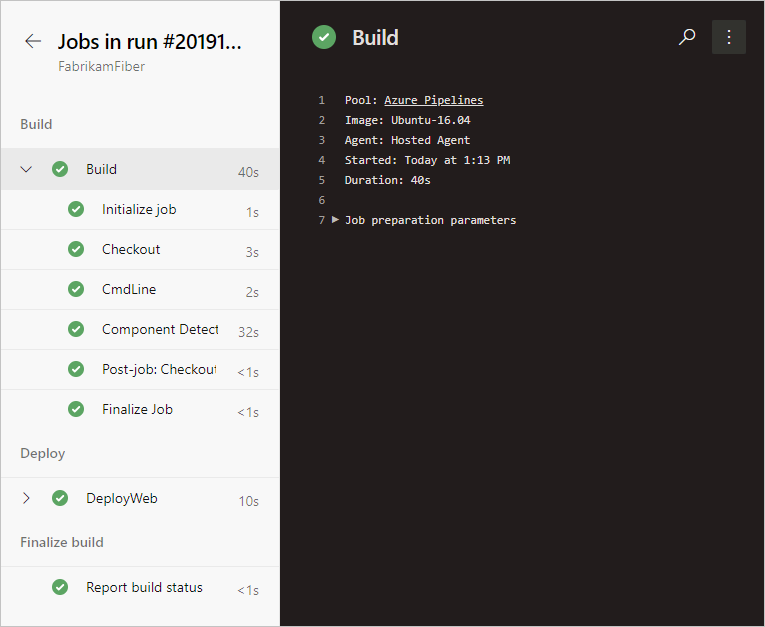 Jobs in run #20191...
FabrikamFiber
Build
Build 40s
Initialize job 1s
Checkout 3s
CmdLine 2s
Component Detect 32s
Post-job: Checkout <1s
Finalize Job <1s
Deploy
DeployWeb 10s
Finalize build
Report build status <1s
Build
1 Pool: Azure Pipelines
2 Image: Ubuntu-16.04
3 Agent: Hosted Agent
4 Started: Today at 1:13 PM
5 Duration: 40s
6
7 Job preparation parameters